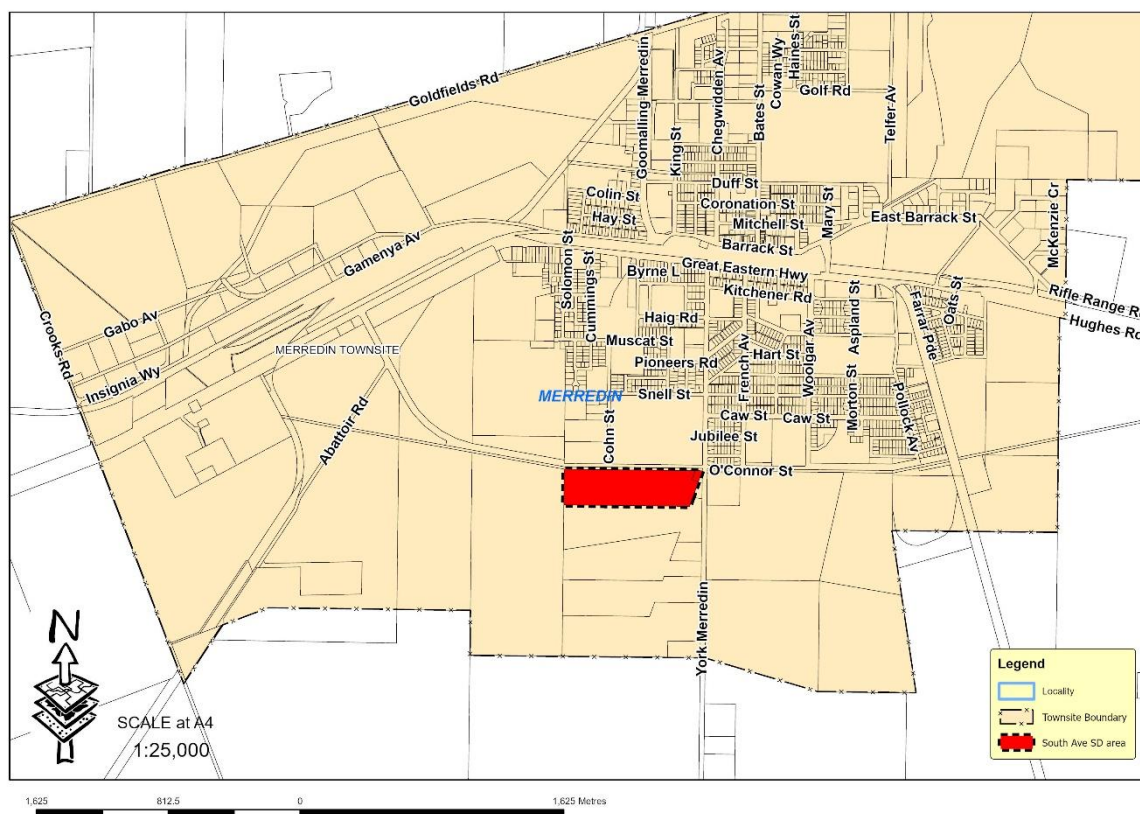 Goldfields Rd
Goomalling Merredin
King St
Chegwidden Av
Bates St
Cowan Wy
Haines St
Golf Rd
Telfer Av
Duff St
Colin St
Coronation St
Hay St
Mitchell St
Mary St
East Barrack St
McKenzie Cr
Barrack St
Gamenya Av
Great Eastern Hwy
Solomon St
Cummings St
Byrne L
Kitchener Rd
Rifle Range R
Hughes Rd
Oats St
Farrar Pde
Aspland St
Gabo Av
Crooks Rd
Haig Rd
Muscat St
MERREDIN TOWNSITE
Pioneers Rd
Hart St
French Av
Woolgar Av
Insignia Wy
MERREDIN
Snell St
Morton St
Pollock Av
Caw St
Caw St
Abattoir Rd
Cohn St
Jubilee St
O'Connor St
York Merredin
N
SCALE at A4
1:25,000
Legend
Locality
Townsite Boundary
South Ave SD area
1,625 812.5 0 1,625 Metres